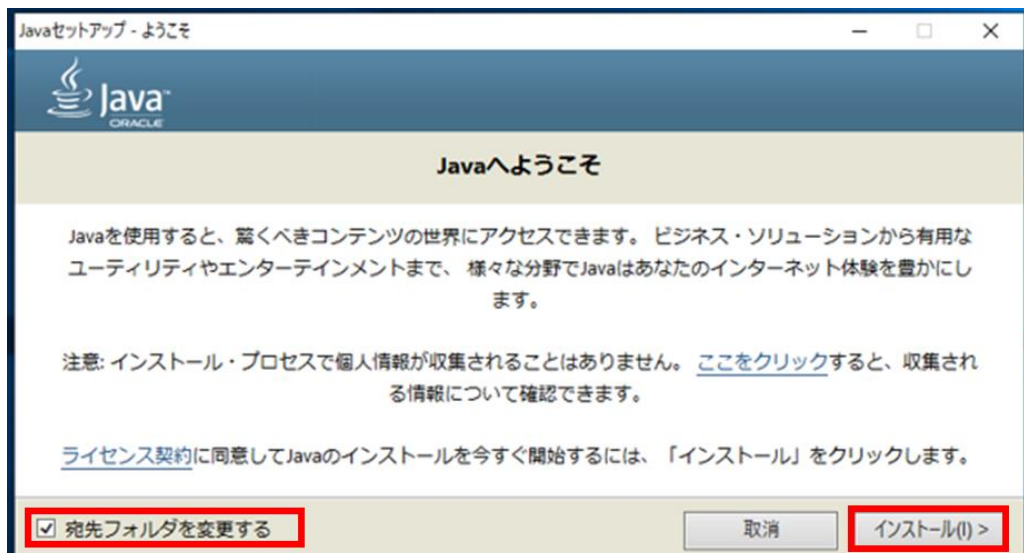 Javaセットアップ - ようこそ
Java™
ORACLE
Javaへようこそ
Javaを使用すると、驚くべきコンテンツの世界にアクセスできます。 ビジネス・ソリューションから有用な
ユーティリティやエンターテインメントまで、 様々な分野でJavaはあなたのインターネット体験を豊かにし
ます。
注意: インストール・プロセスで個人情報が収集されることはありません。 ここをクリックすると、収集され
る情報について確認できます。
ライセンス契約に同意してJavaのインストールを今すぐ開始するには、「インストール」をクリックします。
宛先フォルダを変更する
取消
インストール(I) >